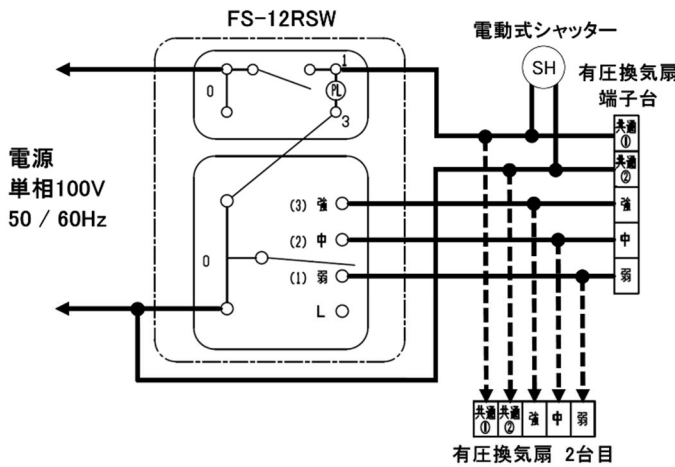 FS-12RSW
電動式シャッター
SH
有圧換気扇
端子台
0
1
PL
3
共通
①
共通
②
電源
単相100V
50 / 60Hz
(3) 強
強
(2) 中
中
0
(1) 弱
弱
L
共通
①
共通
②
強
中
弱
有圧換気扇 2台目